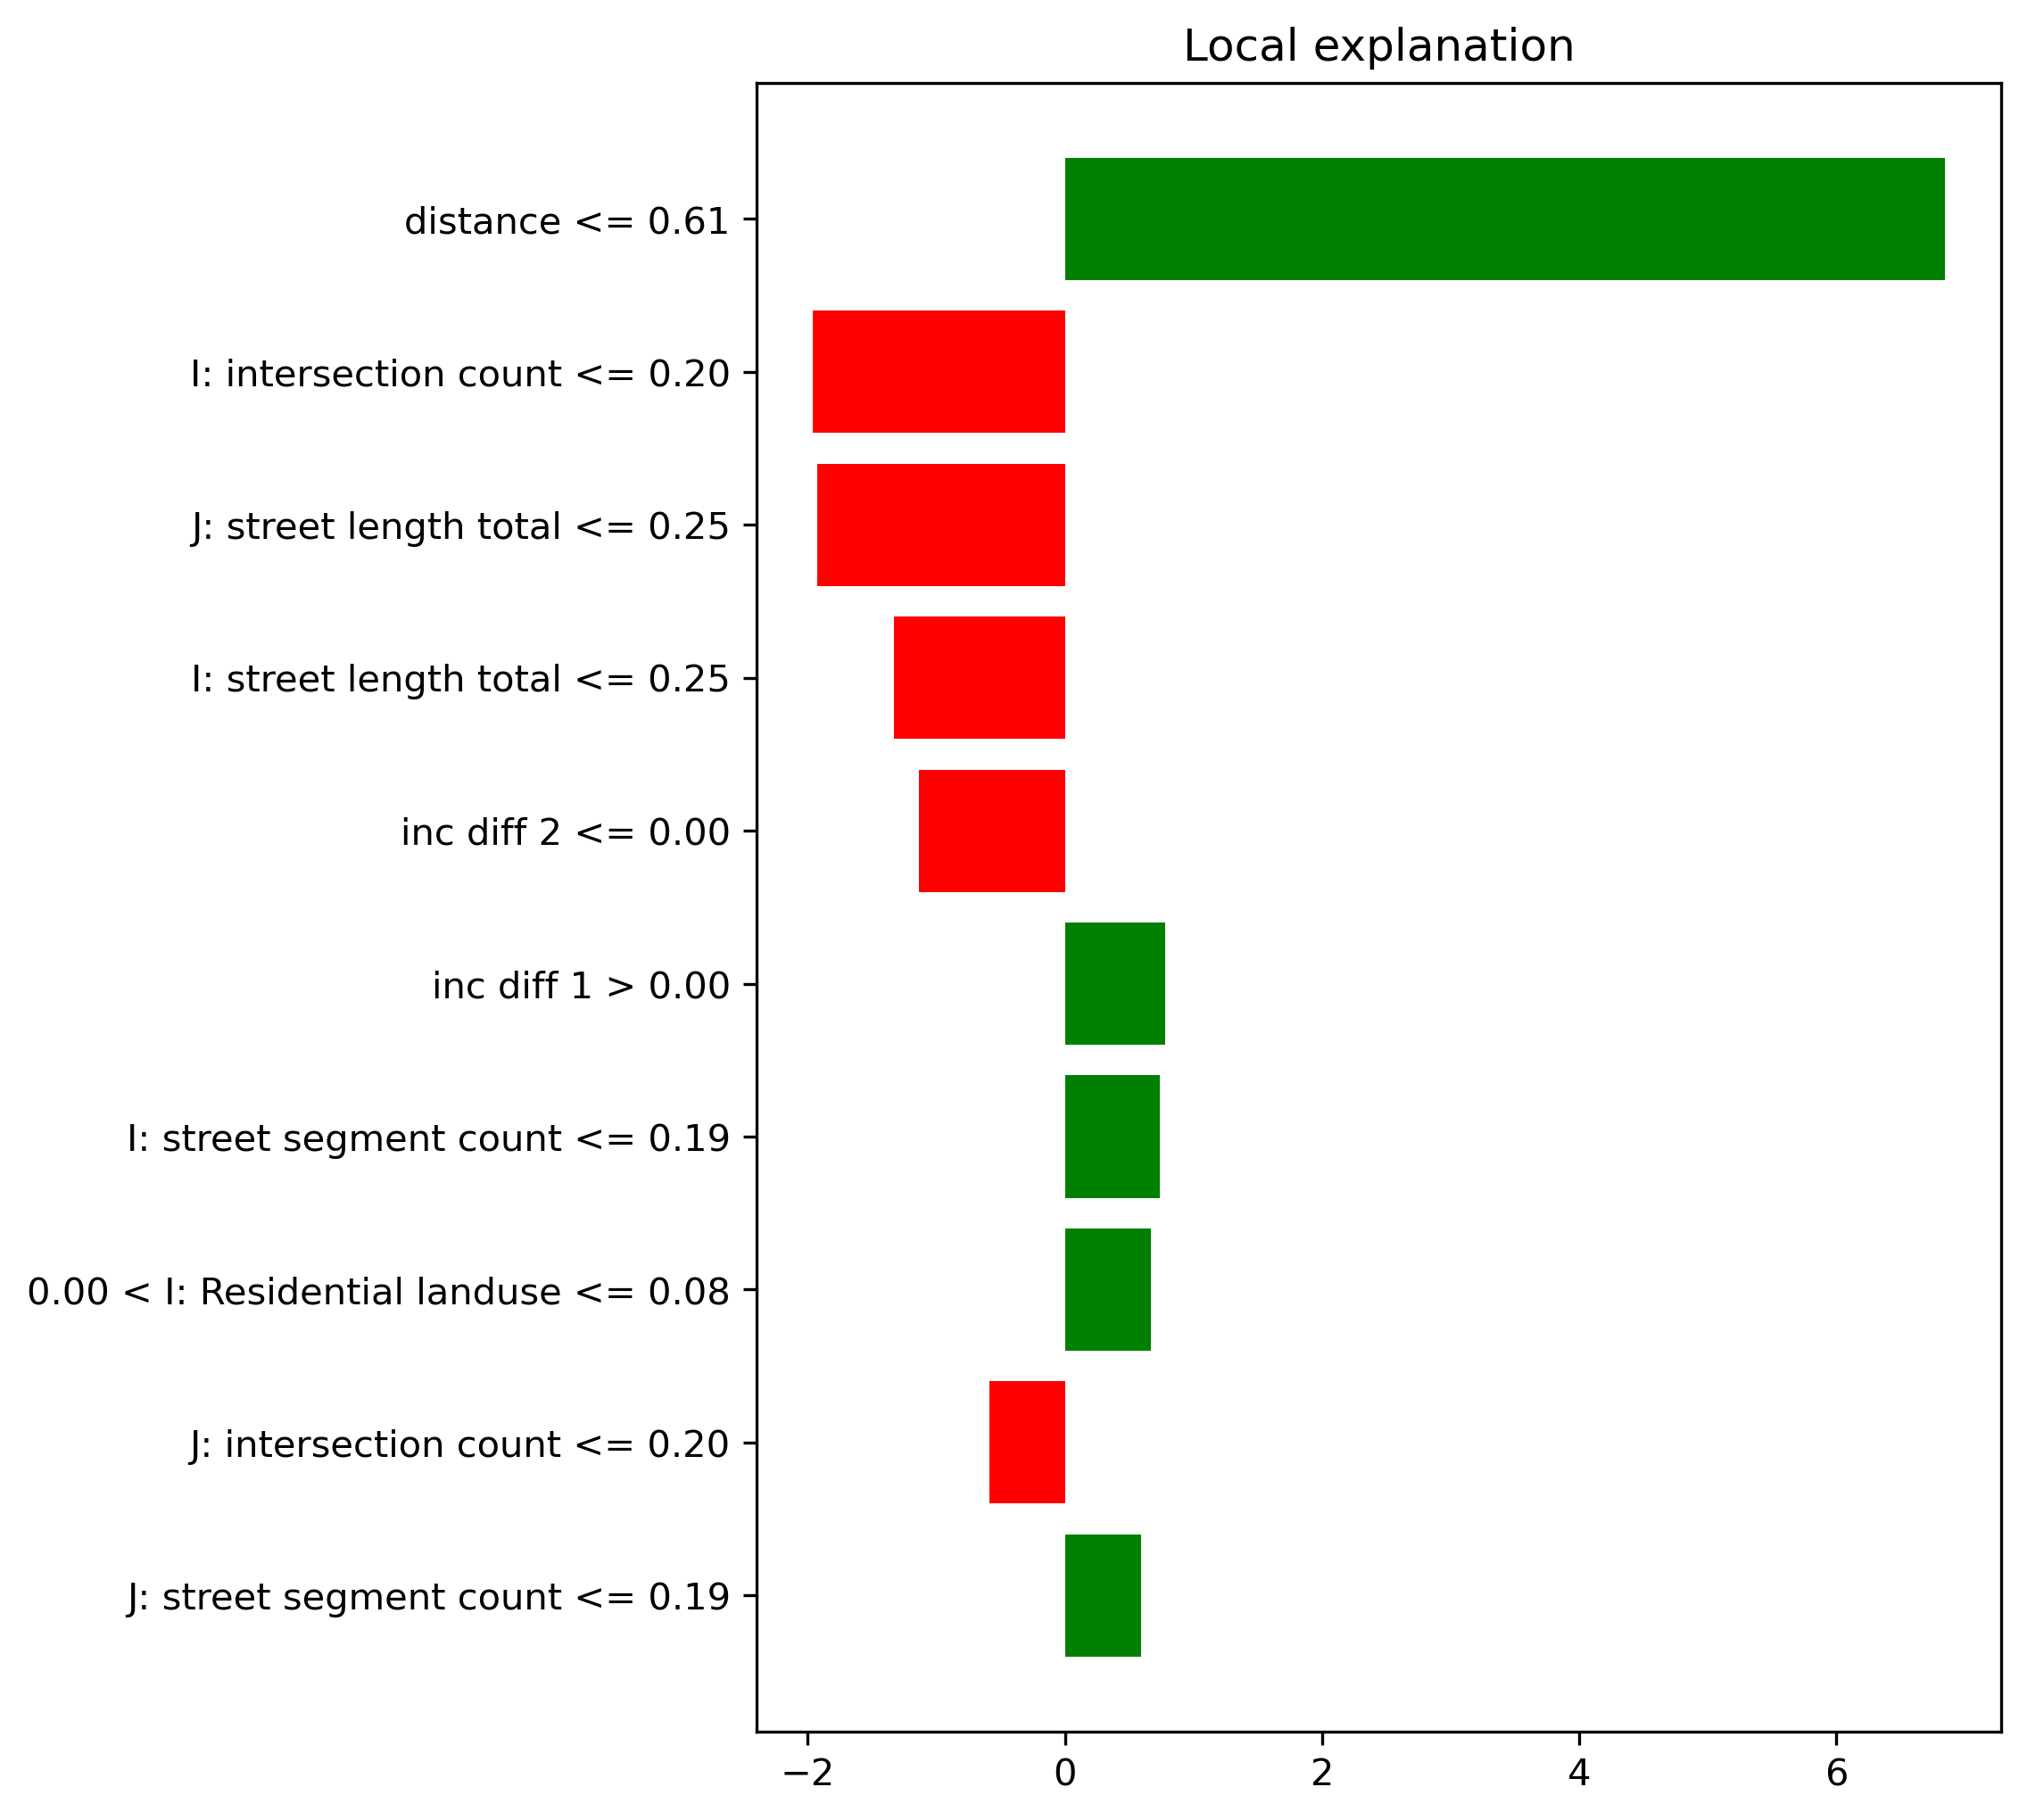 Local explanation
distance <= 0.61
I: intersection count <= 0.20
J: street length total <= 0.25
I: street length total <= 0.25
inc diff 2 <= 0.00
inc diff 1 > 0.00
I: street segment count <= 0.19
0.00 < I: Residential landuse <= 0.08
J: intersection count <= 0.20
J: street segment count <= 0.19
−2 0 2 4 6